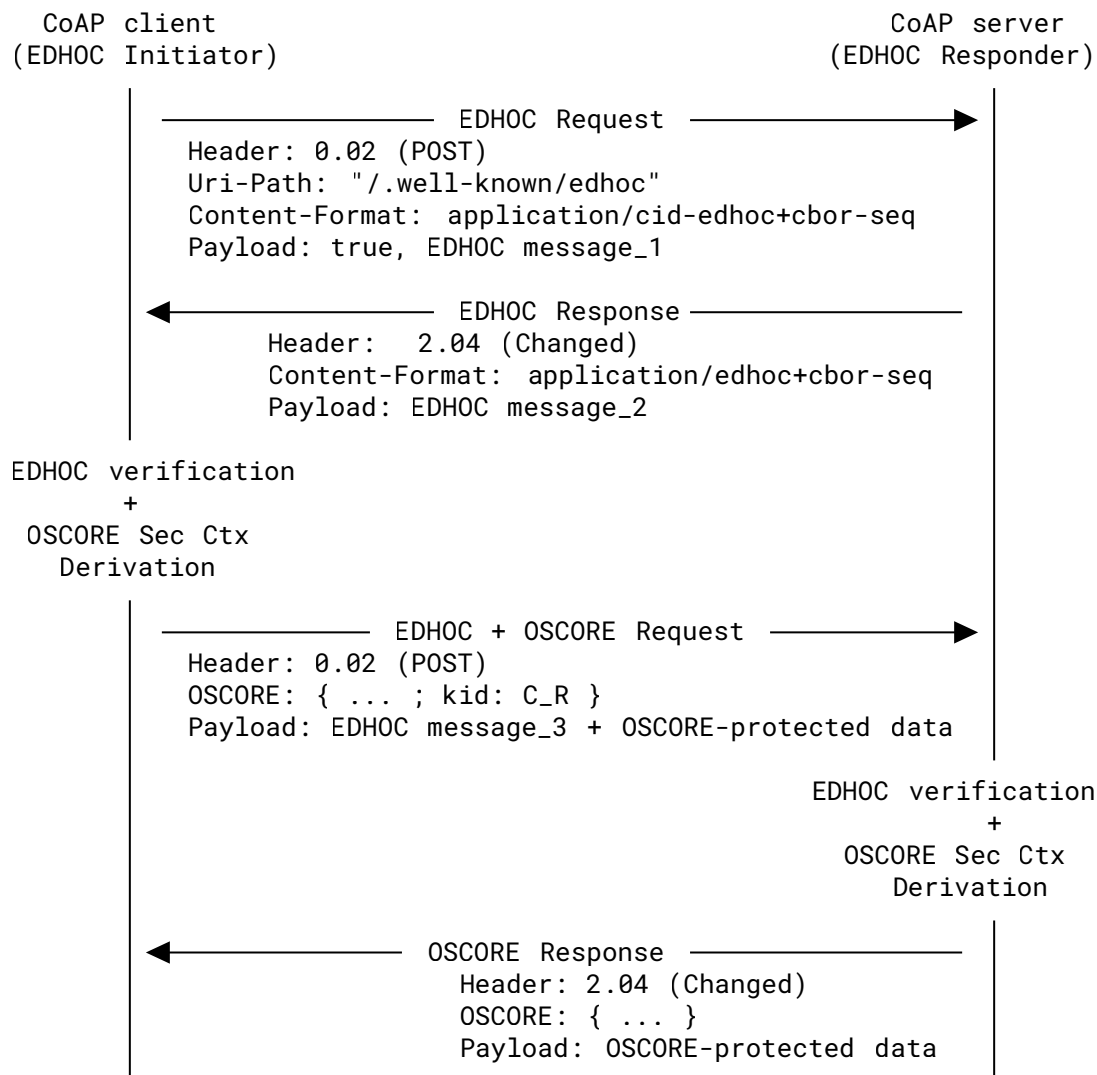 CoAP client
(EDHOC Initiator)
CoAP server
(EDHOC Responder)
EDHOC Request
Header: 0.02 (POST)
Uri-Path: "/.well-known/edhoc"
Content-Format: application/cid-edhoc+cbor-seq
Payload: true, EDHOC message_1
EDHOC Response
Header: 2.04 (Changed)
Content-Format: application/edhoc+cbor-seq
Payload: EDHOC message_2
EDHOC verification
+
OSCORE Sec Ctx
Derivation
EDHOC + OSCORE Request
Header: 0.02 (POST)
OSCORE: { ... ; kid: C_R }
Payload: EDHOC message_3 + OSCORE-protected data
EDHOC verification
+
OSCORE Sec Ctx
Derivation
OSCORE Response
Header: 2.04 (Changed)
OSCORE: { ... }
Payload: OSCORE-protected data